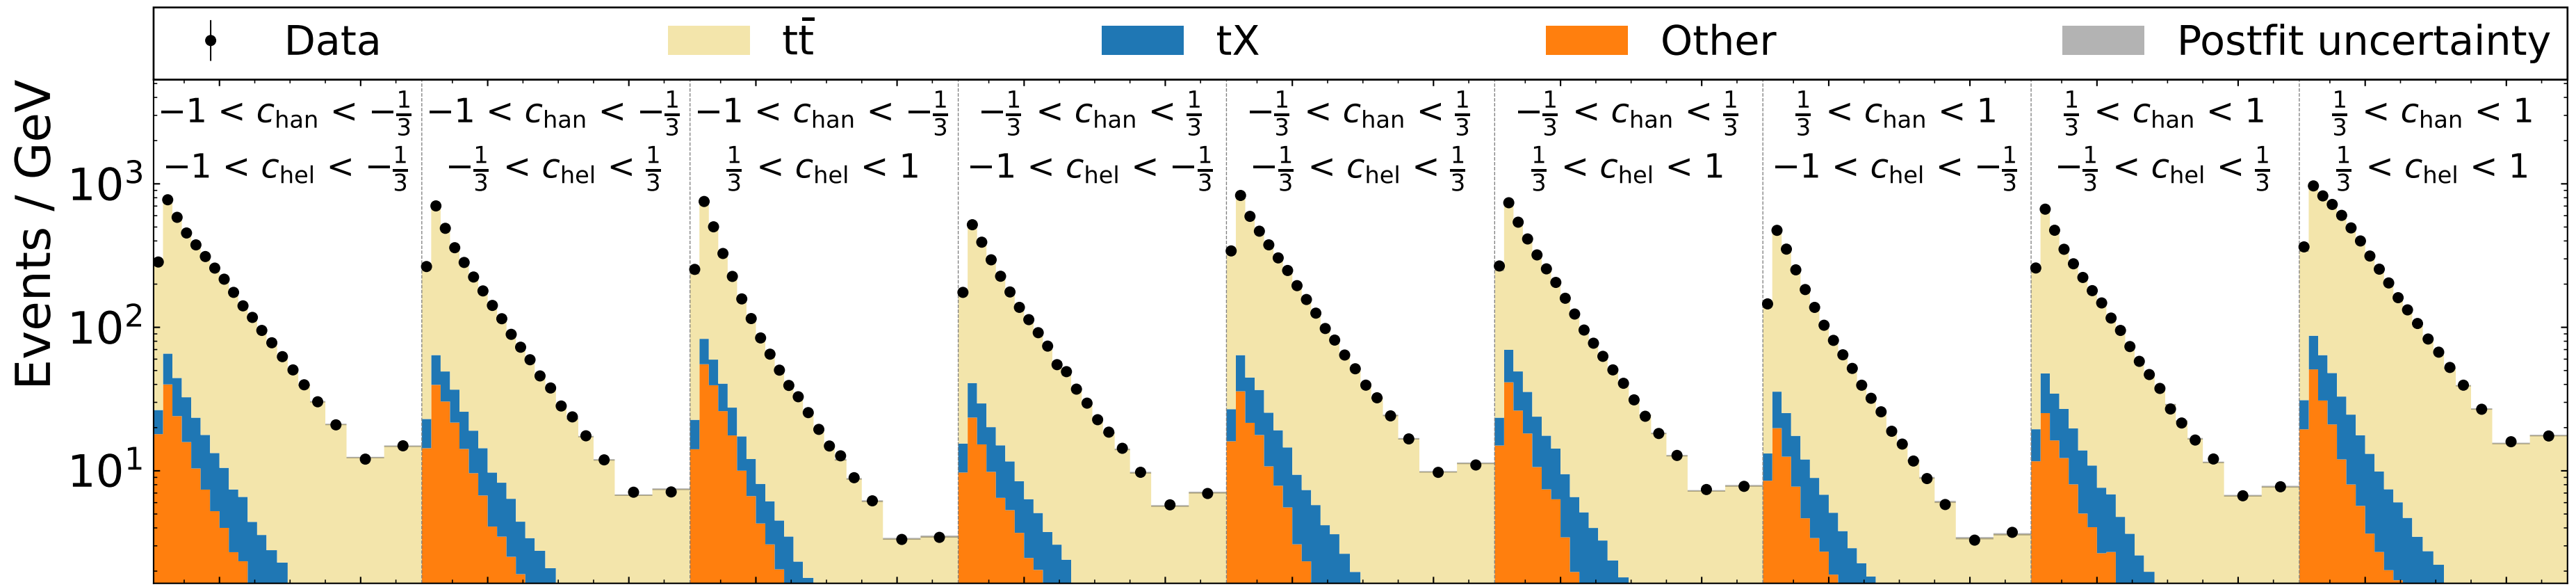 Data tt̄ tX Other Postfit uncertainty
Events / GeV
−1 < c_han < −1/3 −1 < c_han < −1/3 −1 < c_han < −1/3 −1/3 < c_han < 1/3 −1/3 < c_han < 1/3 −1/3 < c_han < 1/3 1/3 < c_han < 1 1/3 < c_han < 1 1/3 < c_han < 1
−1 < c_hel < −1/3 −1/3 < c_hel < 1/3 1/3 < c_hel < 1 −1 < c_hel < −1/3 −1/3 < c_hel < 1/3 1/3 < c_hel < 1 −1 < c_hel < −1/3 −1/3 < c_hel < 1/3 1/3 < c_hel < 1
10³
10²
10¹